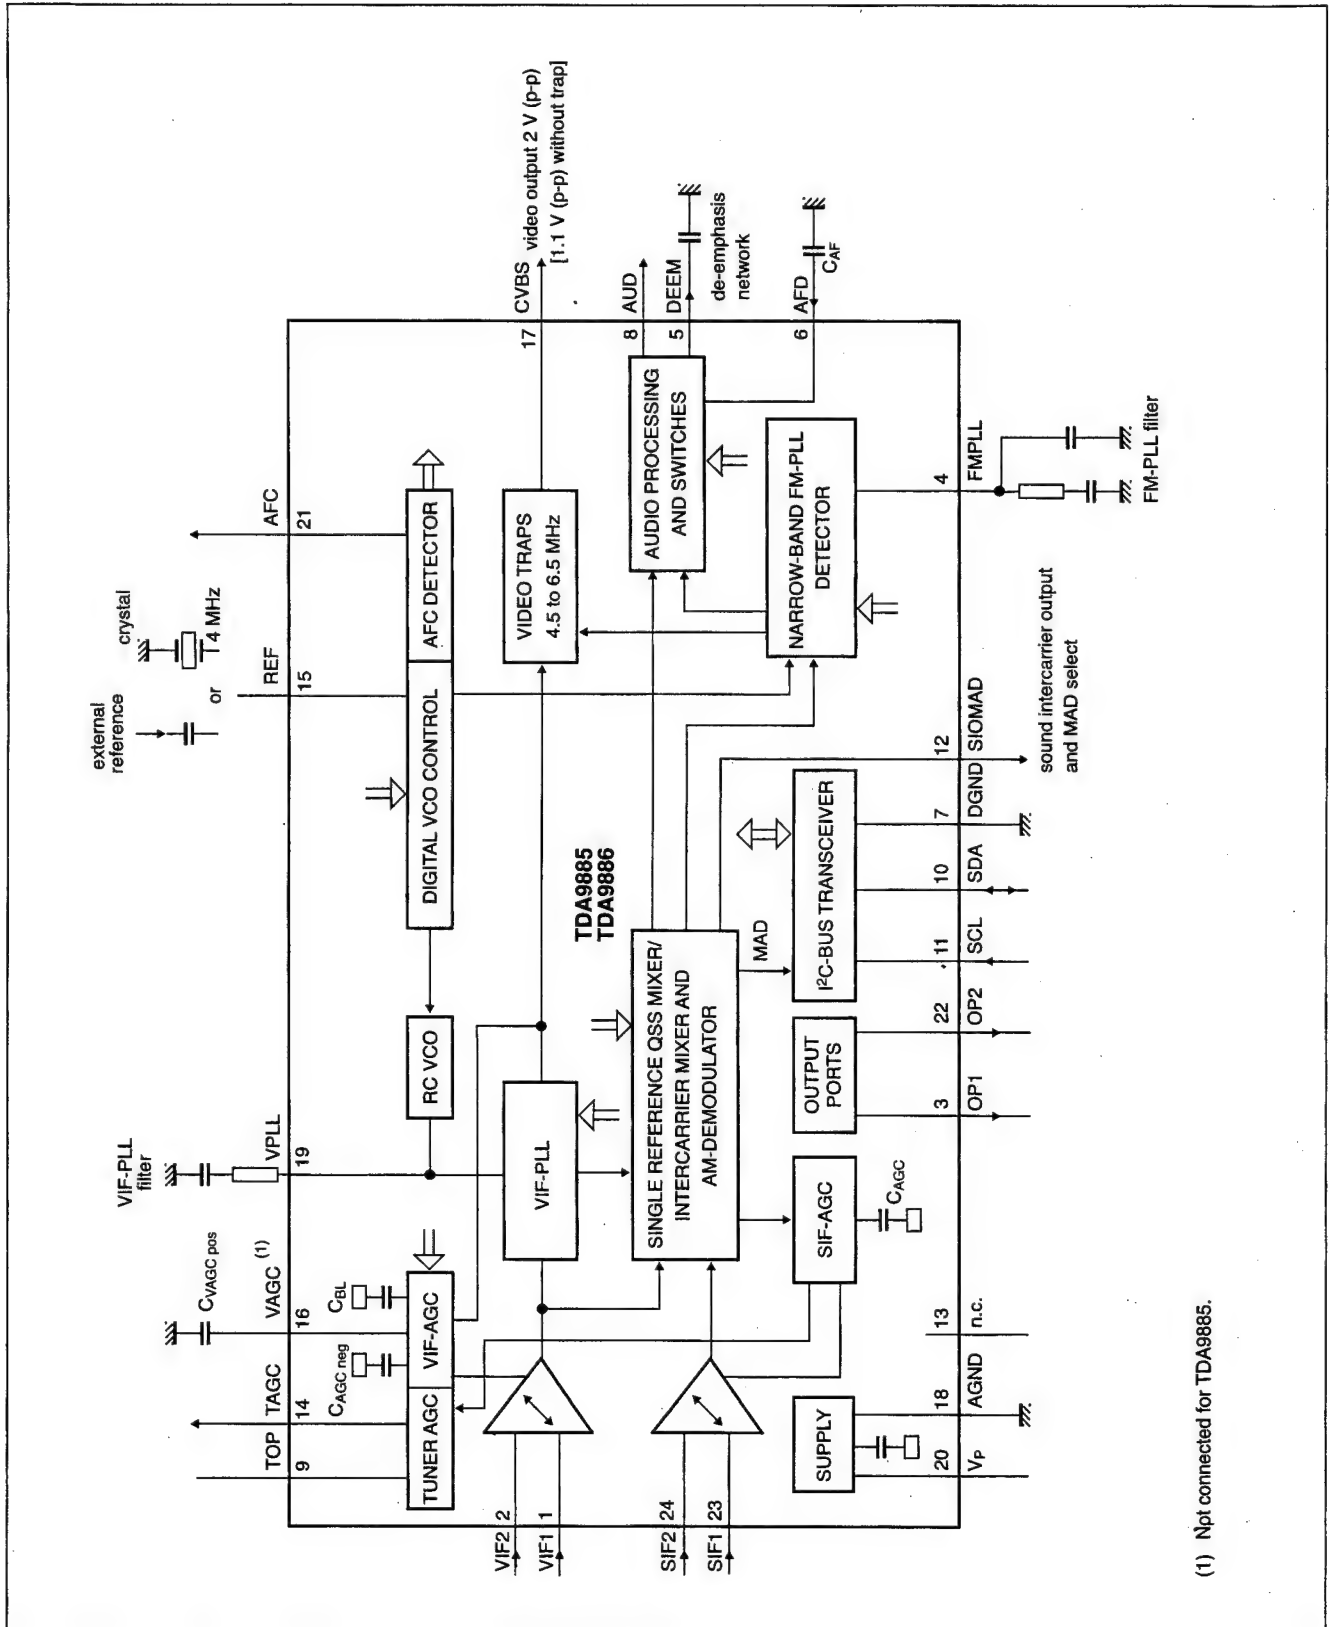 VIF-PLL
filter
external
reference
crystal
4 MHz
or
CVAGC pos
TOP
TAGC
VAGC (1)
VPLL
REF
AFC
9
14
16
19
15
21
CAGC neg
CBL
TUNER AGC
VIF-AGC
RC VCO
DIGITAL VCO CONTROL
AFC DETECTOR
VIF2
2
VIF1
1
VIF-PLL
VIDEO TRAPS
4.5 to 6.5 MHz
17
CVBS
video output 2 V (p-p)
[1.1 V (p-p) without trap]
TDA9885
TDA9886
SIF2
24
SIF1
23
SINGLE REFERENCE QSS MIXER/
INTERCARRIER MIXER AND
AM-DEMODULATOR
AUDIO PROCESSING
AND SWITCHES
8
AUD
5
DEEM
de-emphasis
network
6
AFD
CAF
MAD
NARROW-BAND FM-PLL
DETECTOR
SUPPLY
SIF-AGC
CAGC
OUTPUT
PORTS
I2C-BUS TRANSCEIVER
20
18
13
3
22
11
10
7
12
4
VP
AGND
n.c.
OP1
OP2
SCL
SDA
DGND
SIOMAD
FMPLL
sound intercarrier output
and MAD select
FM-PLL filter
(1) Not connected for TDA9885.